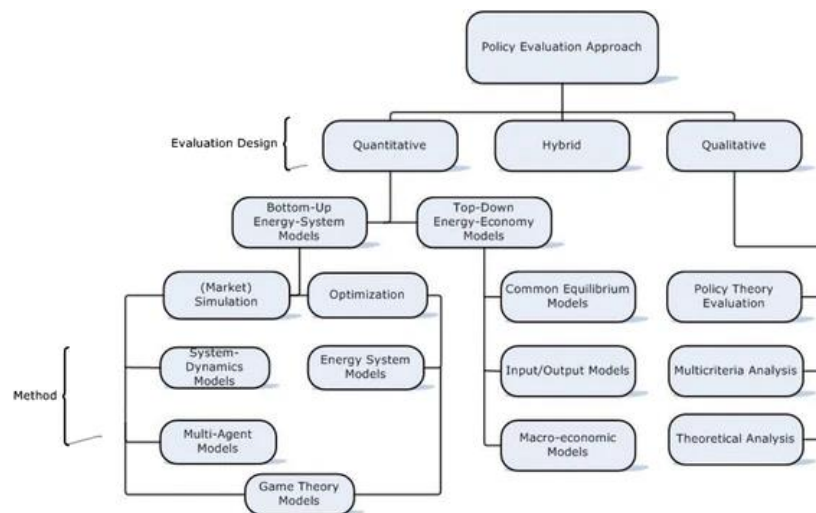 Policy Evaluation Approach
Evaluation Design
Quantitative
Hybrid
Qualitative
Bottom-Up
Energy-System
Models
Top-Down
Energy-Economy
Models
(Market)
Simulation
Optimization
Common Equilibrium
Models
Policy Theory
Evaluation
Method
System-
Dynamics
Models
Energy System
Models
Input/Output Models
Multicriteria Analysis
Multi-Agent
Models
Macro-economic
Models
Theoretical Analysis
Game Theory
Models